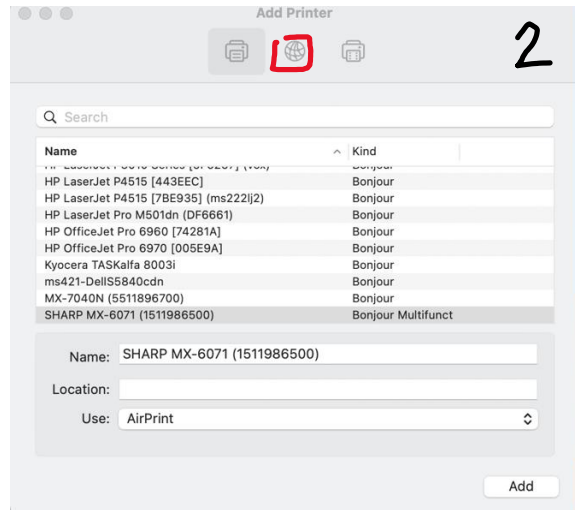 Add Printer
2
Search
Name Kind
HP LaserJet P4515 [443EEC] Bonjour
HP LaserJet P4515 [7BE935] (ms222lj2) Bonjour
HP LaserJet Pro M501dn (DF6661) Bonjour
HP OfficeJet Pro 6960 [74281A] Bonjour
HP OfficeJet Pro 6970 [005E9A] Bonjour
Kyocera TASKalfa 8003i Bonjour
ms421-DellS5840cdn Bonjour
MX-7040N (5511896700) Bonjour
SHARP MX-6071 (1511986500) Bonjour Multifunct
Name: SHARP MX-6071 (1511986500)
Location:
Use: AirPrint
Add